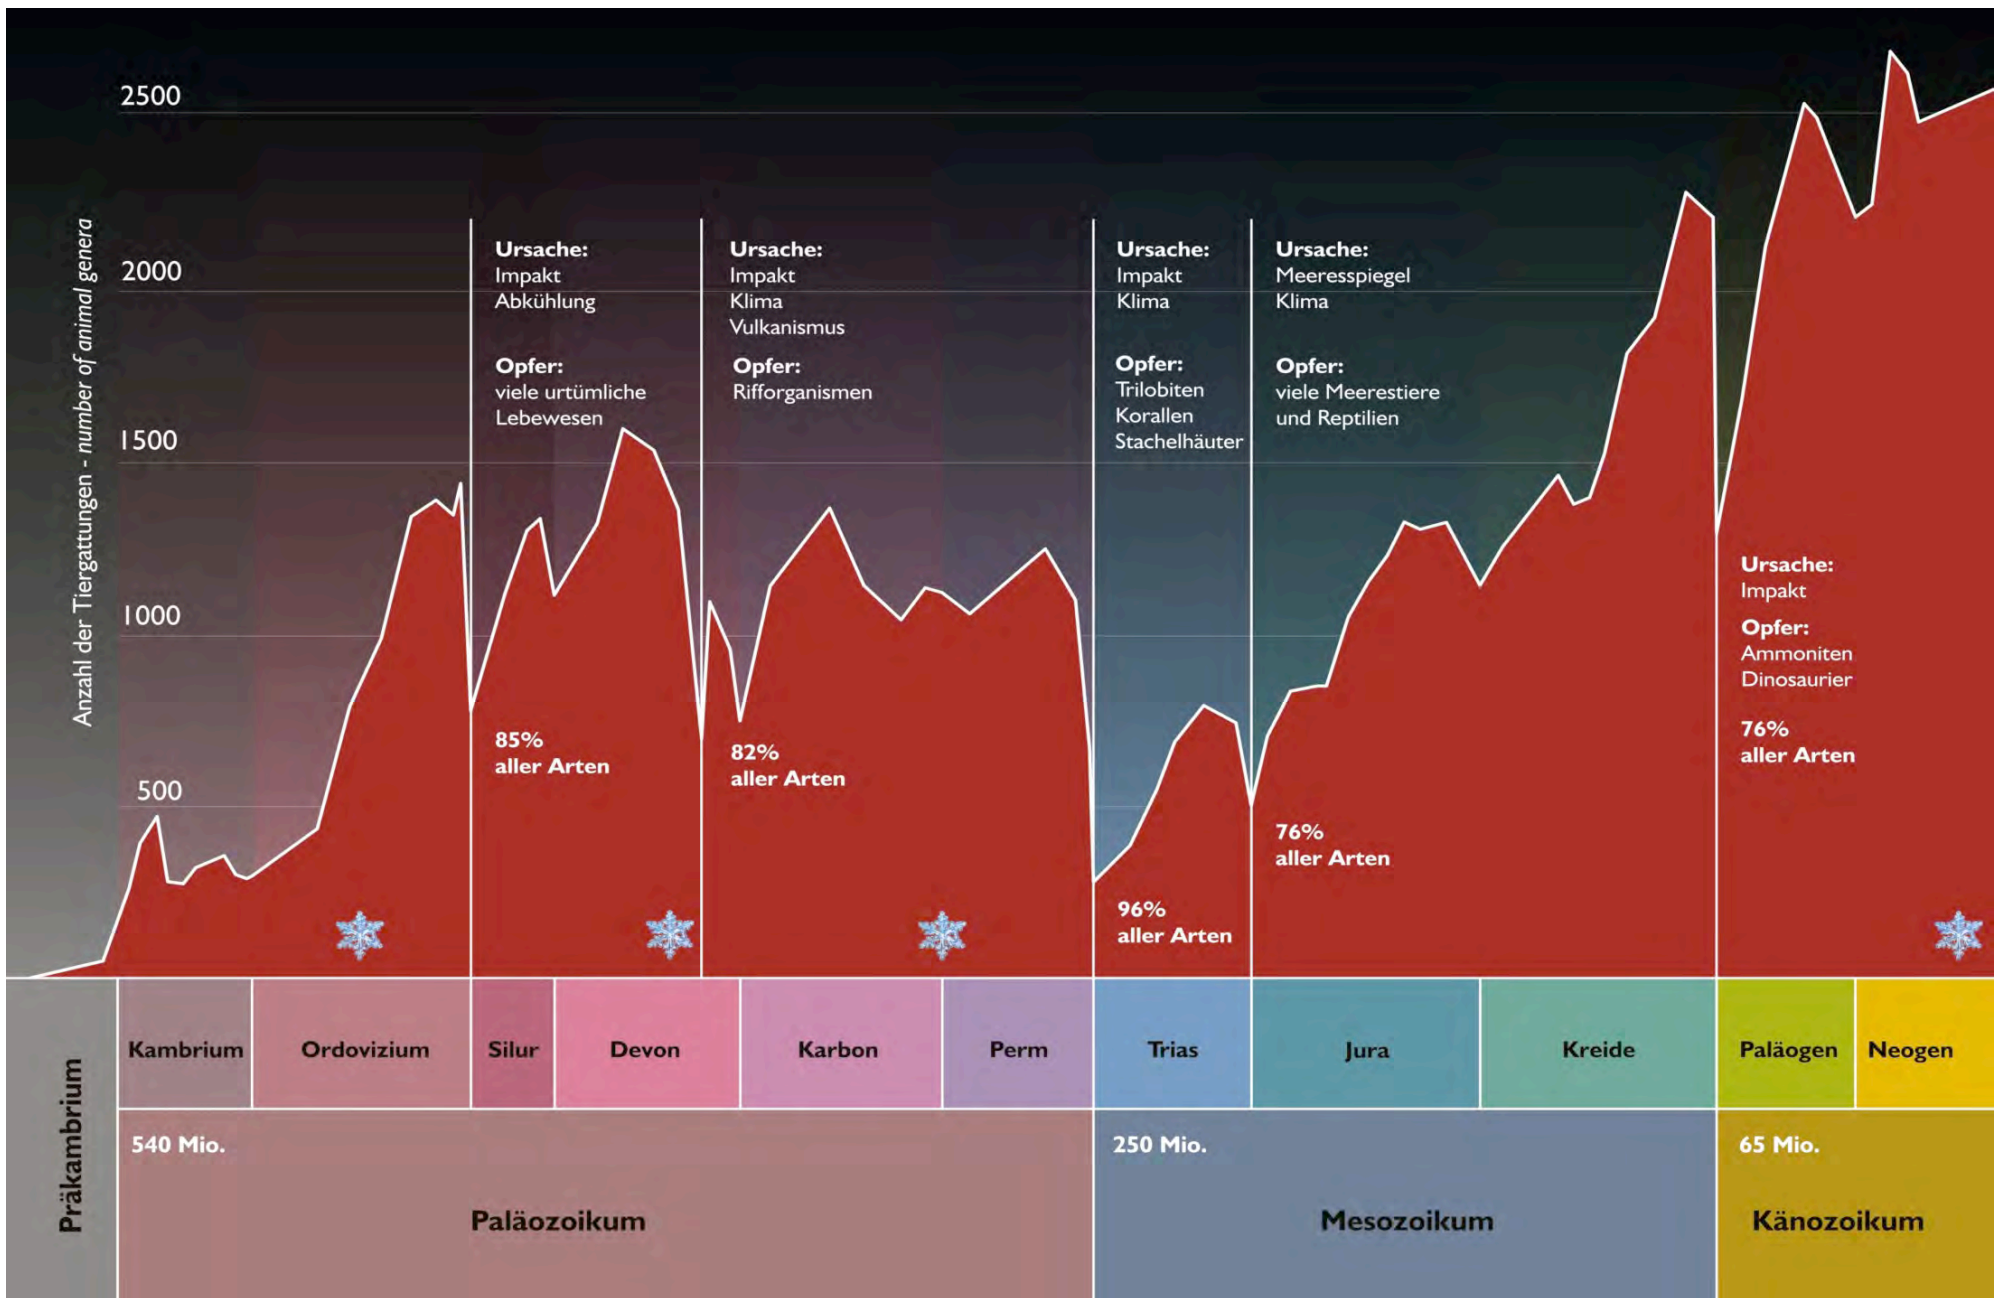 2500
2000
1500
1000
500
Anzahl der Tiergattungen - number of animal genera
Ursache:
Impakt
Abkühlung
Opfer:
viele urtümliche
Lebewesen
85%
aller Arten
Ursache:
Impakt
Klima
Vulkanismus
Opfer:
Rifforganismen
82%
aller Arten
Ursache:
Impakt
Klima
Opfer:
Trilobiten
Korallen
Stachelhäuter
96%
aller Arten
Ursache:
Meeresspiegel
Klima
Opfer:
viele Meerestiere
und Reptilien
76%
aller Arten
Ursache:
Impakt
Opfer:
Ammoniten
Dinosaurier
76%
aller Arten
Präkambrium
Kambrium
Ordovizium
Silur
Devon
Karbon
Perm
Trias
Jura
Kreide
Paläogen
Neogen
540 Mio.
250 Mio.
65 Mio.
Paläozoikum
Mesozoikum
Känozoikum